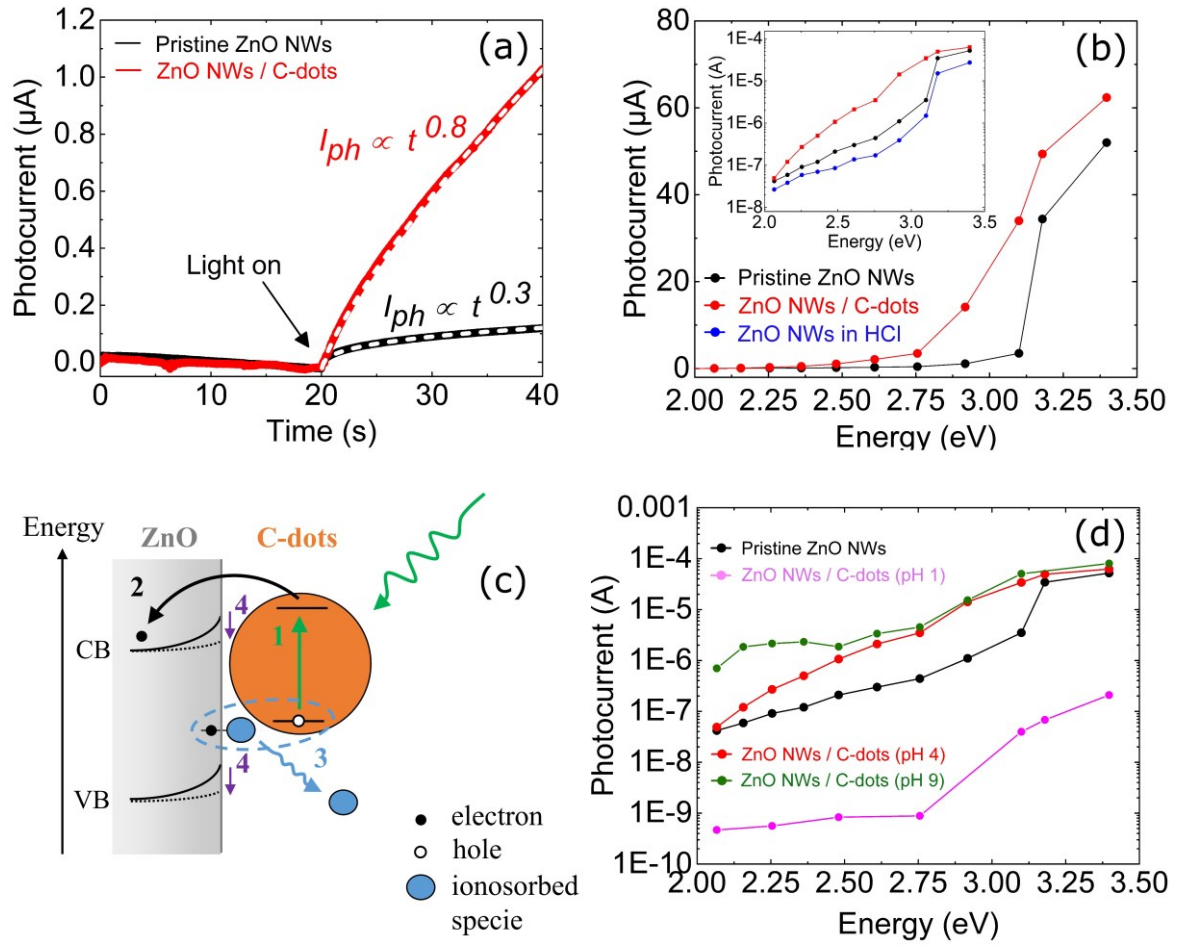 (a)
Pristine ZnO NWs
ZnO NWs / C-dots
I_ph ∝ t^0.8
I_ph ∝ t^0.3
Light on
Photocurrent (µA)
1.2
1.0
0.8
0.6
0.4
0.2
0.0
0 10 20 30 40
Time (s)
(b)
Photocurrent (µA)
80
60
40
20
0
Photocurrent (A)
1E-4
1E-5
1E-6
1E-7
1E-8
2.0 2.5 3.0 3.5
Energy (eV)
Pristine ZnO NWs
ZnO NWs / C-dots
ZnO NWs in HCl
2.00 2.25 2.50 2.75 3.00 3.25 3.50
Energy (eV)
(c)
Energy
ZnO C-dots
2
4
1
CB
3
4
VB
electron
hole
ionosorbed
specie
(d)
Photocurrent (A)
0.001
1E-4
1E-5
1E-6
1E-7
1E-8
1E-9
1E-10
Pristine ZnO NWs
ZnO NWs / C-dots (pH 1)
ZnO NWs / C-dots (pH 4)
ZnO NWs / C-dots (pH 9)
2.00 2.25 2.50 2.75 3.00 3.25 3.50
Energy (eV)